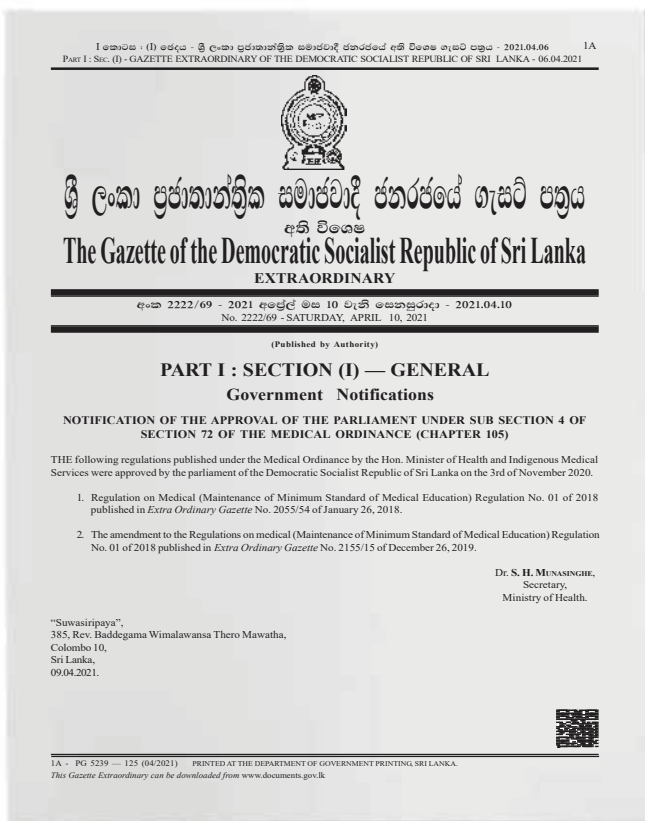 I කොටස : (I) ඡෙදය - ශ්‍රී ලංකා ප්‍රජාතාන්ත්‍රික සමාජවාදී ජනරජයේ අති විශෙෂ ගැසට් පත්‍රය - 2021.04.06 1A
PART I : SEC. (I) - GAZETTE EXTRAORDINARY OF THE DEMOCRATIC SOCIALIST REPUBLIC OF SRI LANKA - 06.04.2021
ශ්‍රී ලංකා ප්‍රජාතාන්ත්‍රික සමාජවාදී ජනරජයේ ගැසට් පත්‍රය
අති විශෙෂ
The Gazette of the Democratic Socialist Republic of Sri Lanka
EXTRAORDINARY
අංක 2222/69 - 2021 අප්‍රේල් මස 10 වැනි සෙනසුරාදා - 2021.04.10
No. 2222/69 - SATURDAY, APRIL 10, 2021
(Published by Authority)
PART I : SECTION (I) — GENERAL
Government Notifications
NOTIFICATION OF THE APPROVAL OF THE PARLIAMENT UNDER SUB SECTION 4 OF
SECTION 72 OF THE MEDICAL ORDINANCE (CHAPTER 105)
THE following regulations published under the Medical Ordinance by the Hon. Minister of Health and Indigenous Medical
Services were approved by the parliament of the Democratic Socialist Republic of Sri Lanka on the 3rd of November 2020.
1. Regulation on Medical (Maintenance of Minimum Standard of Medical Education) Regulation No. 01 of 2018
published in Extra Ordinary Gazette No. 2055/54 of January 26, 2018.
2. The amendment to the Regulations on medical (Maintenance of Minimum Standard of Medical Education) Regulation
No. 01 of 2018 published in Extra Ordinary Gazette No. 2155/15 of December 26, 2019.
Dr. S. H. MUNASINGHE,
Secretary,
Ministry of Health.
“Suwasiripaya”,
385, Rev. Baddegama Wimalawansa Thero Mawatha,
Colombo 10,
Sri Lanka,
09.04.2021.
1A - PG 5239 — 125 (04/2021) PRINTED AT THE DEPARTMENT OF GOVERNMENT PRINTING, SRI LANKA.
This Gazette Extraordinary can be downloaded from www.documents.gov.lk